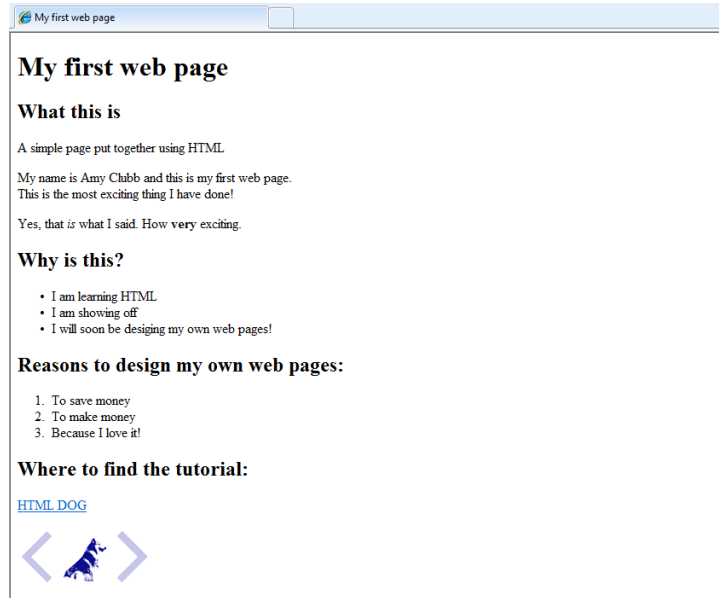 My first web page
My first web page
What this is
A simple page put together using HTML
My name is Amy Clubb and this is my first web page.
This is the most exciting thing I have done!
Yes, that is what I said. How very exciting.
Why is this?
• I am learning HTML
• I am showing off
• I will soon be desiging my own web pages!
Reasons to design my own web pages:
1. To save money
2. To make money
3. Because I love it!
Where to find the tutorial:
HTML DOG